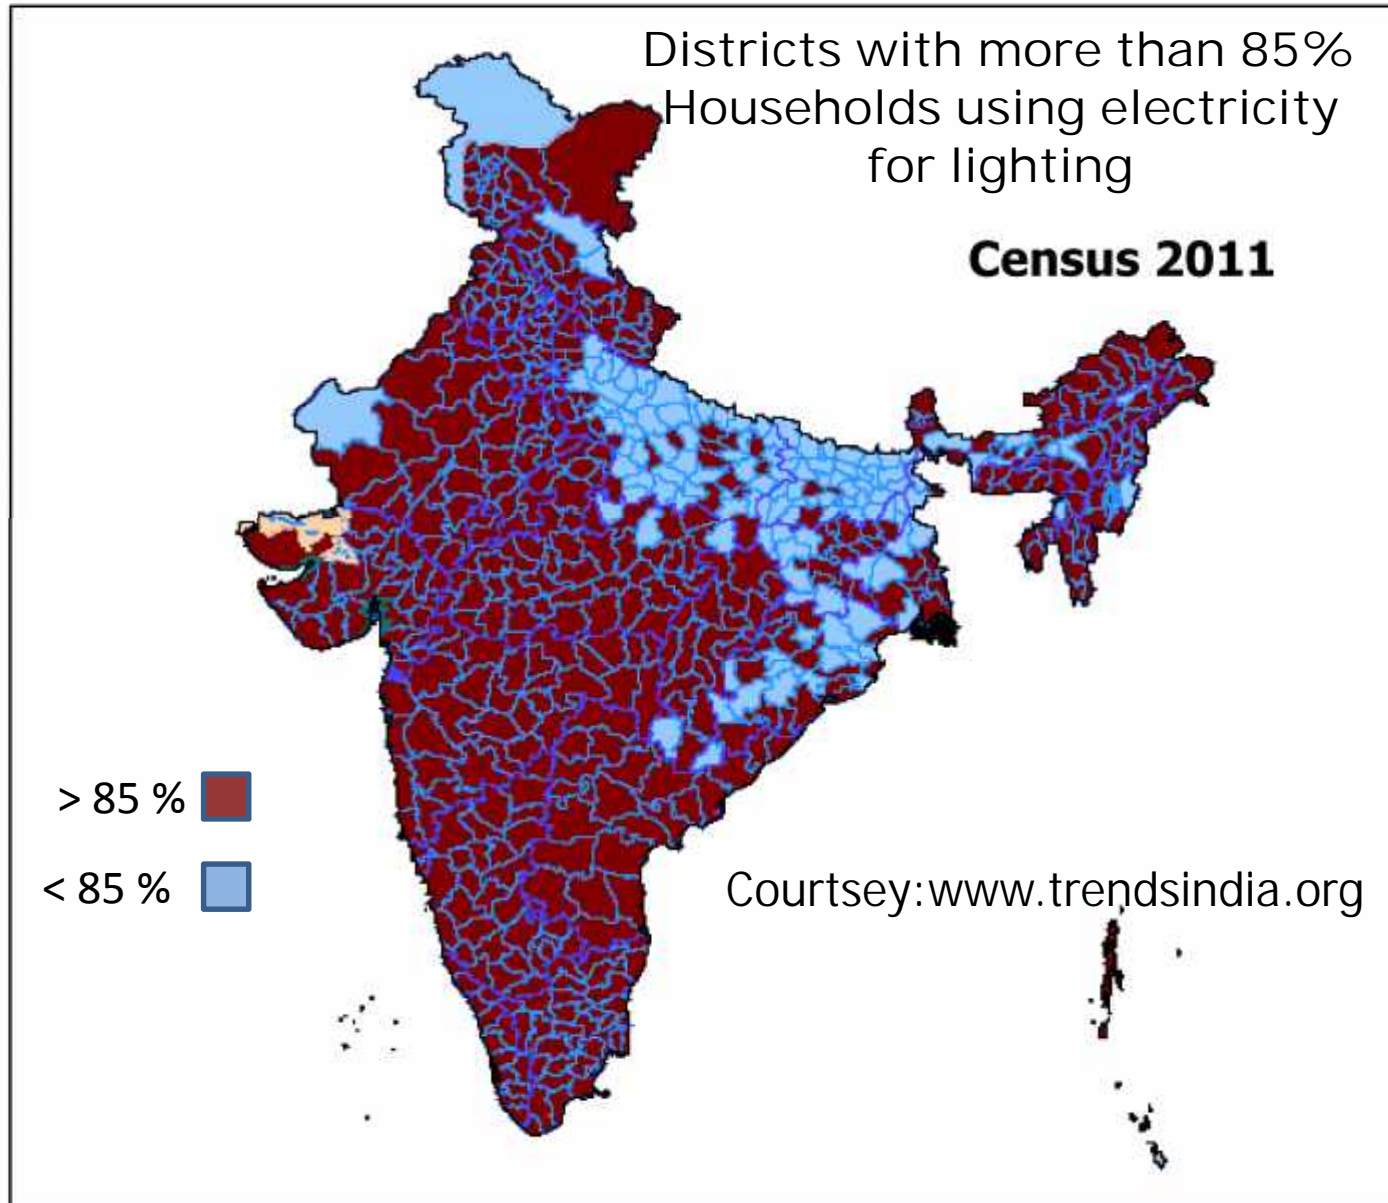 Districts with more than 85%
Households using electricity
for lighting
Census 2011
> 85 %
< 85 %
Courtsey:www.trendsindia.org